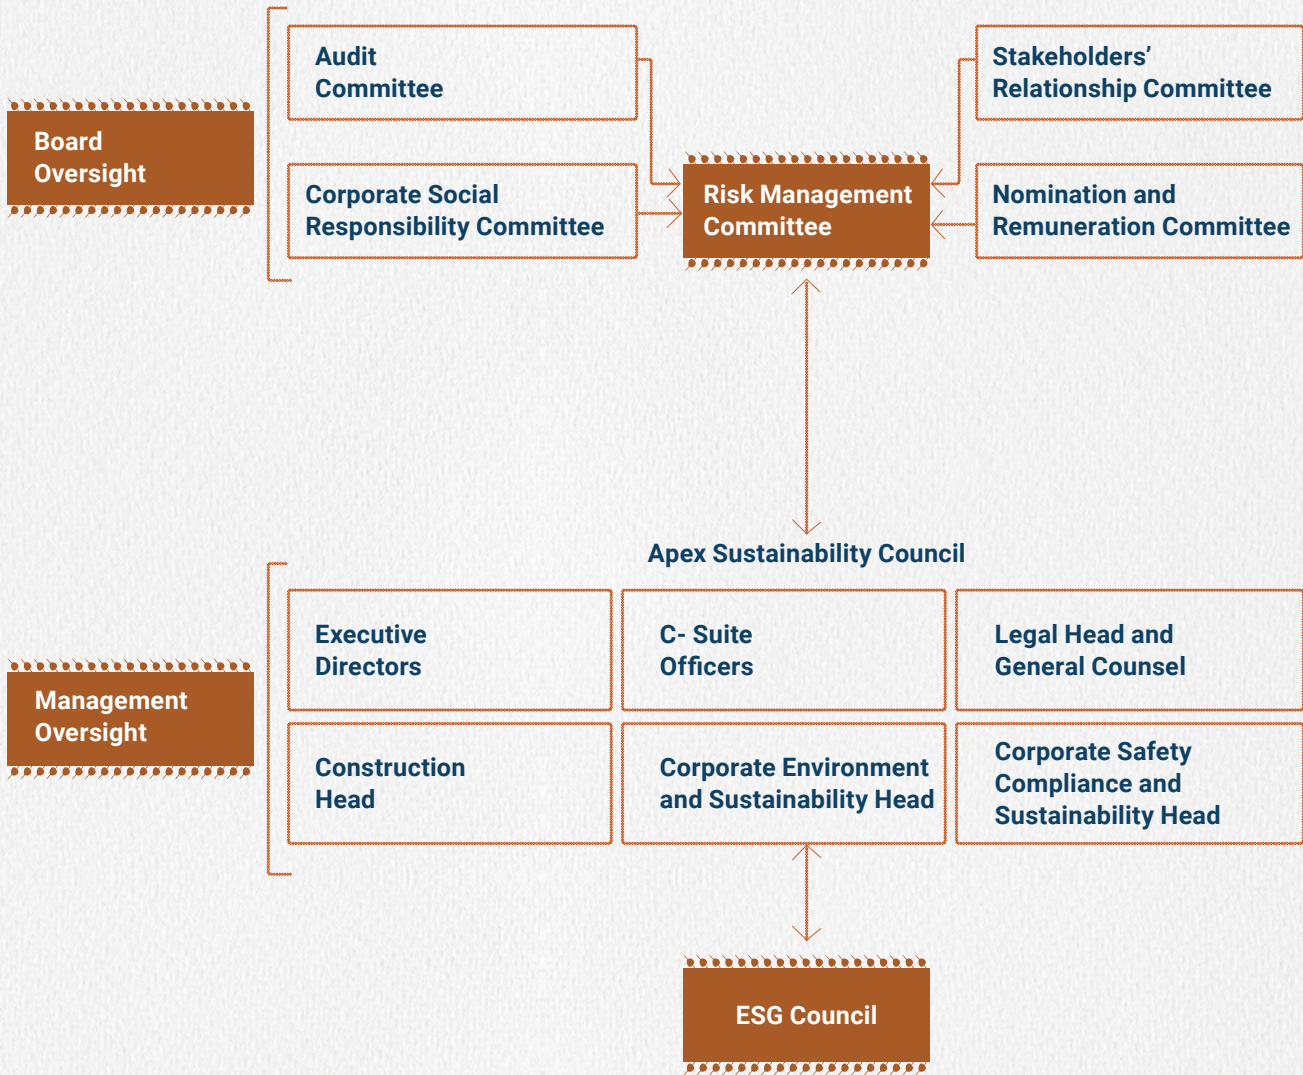 Board
Oversight
Audit
Committee
Corporate Social
Responsibility Committee
Risk Management
Committee
Stakeholders’
Relationship Committee
Nomination and
Remuneration Committee
Apex Sustainability Council
Management
Oversight
Executive
Directors
C- Suite
Officers
Legal Head and
General Counsel
Construction
Head
Corporate Environment
and Sustainability Head
Corporate Safety
Compliance and
Sustainability Head
ESG Council